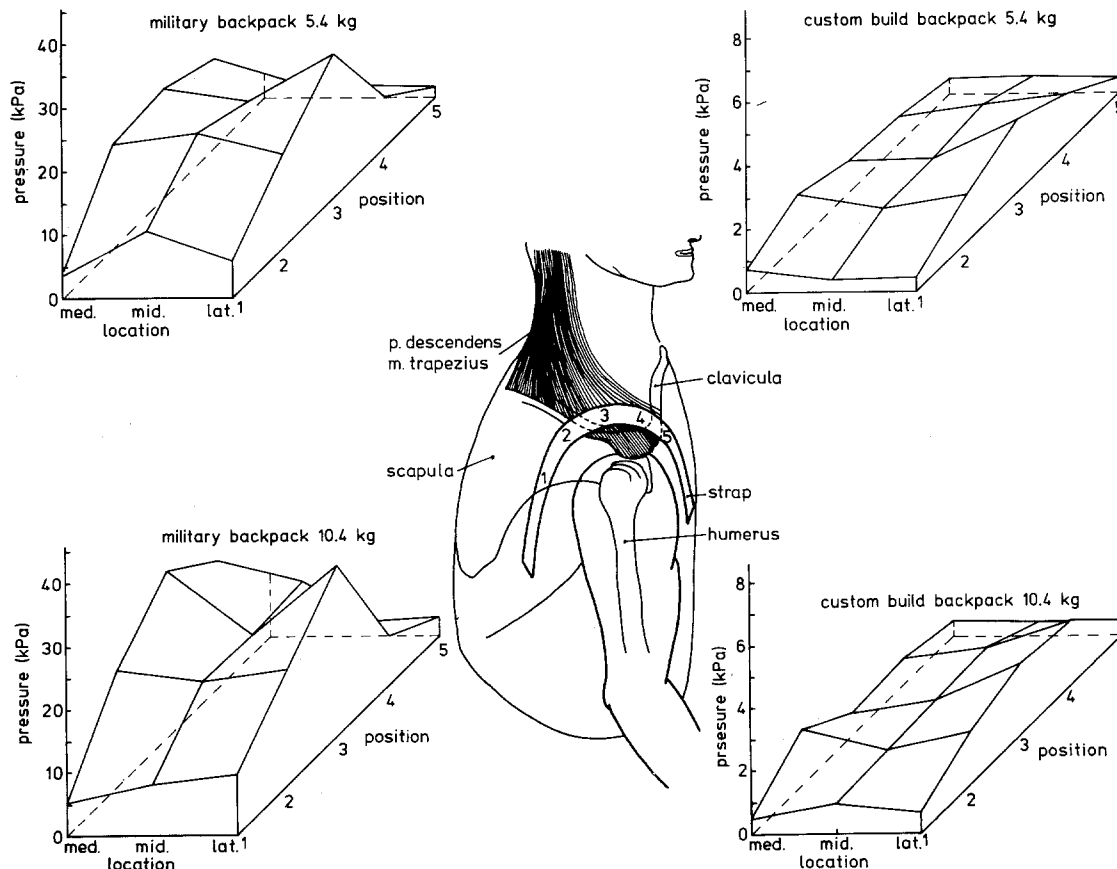 military backpack 5.4 kg
40
30
20
10
0
pressure (kPa)
med. mid. lat. 1
location
2
3
4
5
position
custom build backpack 5.4 kg
8
6
4
2
0
pressure (kPa)
med. mid. lat. 1
location
2
3
4
position
p. descendens
m. trapezius
clavicula
scapula
strap
humerus
1
2
3
4
5
military backpack 10.4 kg
40
30
20
10
0
pressure (kPa)
med. mid. lat. 1
location
2
3
4
5
position
custom build backpack 10.4 kg
8
6
4
2
0
prsesure (kPa)
med. mid. lat. 1
location
2
3
4
position